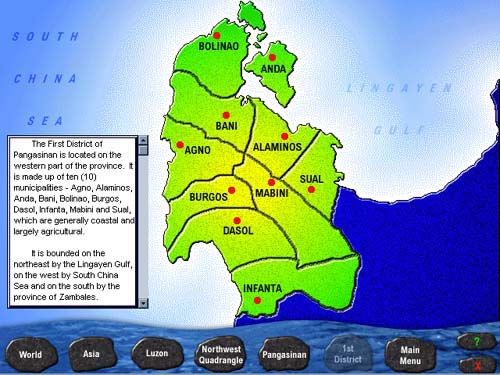 SOUTH
CHINA
SEA
BOLINAO
ANDA
LINGAYEN
GULF
BANI
ALAMINOS
AGNO
SUAL
MABINI
BURGOS
DASOL
INFANTA
The First District of
Pangasinan is located on the
western part of the province. It
is made up of ten (10)
municipalities - Agno, Alaminos,
Anda, Bani, Bolinao, Burgos,
Dasol, Infanta, Mabini and Sual,
which are generally coastal and
largely agricultural.
It is bounded on the
northeast by the Lingayen Gulf,
on the west by South China
Sea and on the south by the
province of Zambales.
World
Asia
Luzon
Northwest
Quadrangle
Pangasinan
1st
District
Main
Menu
?
X